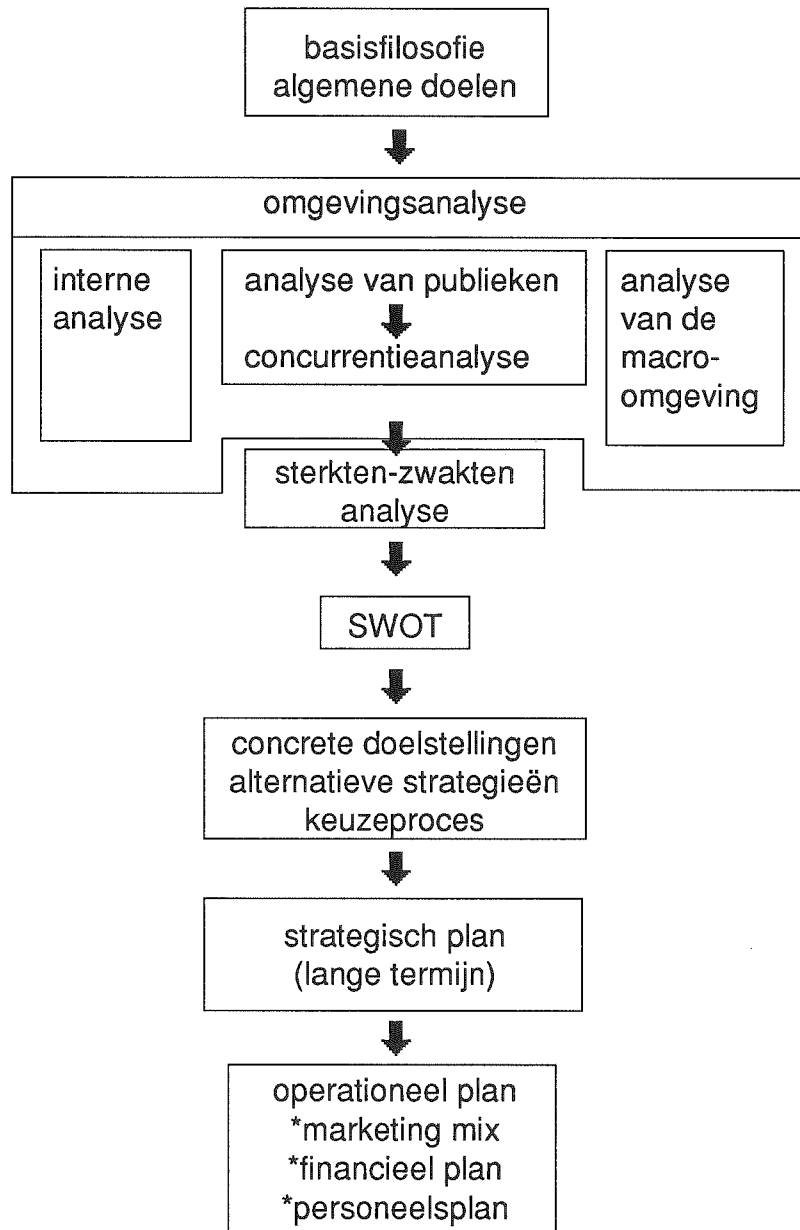 basisfilosofie
algemene doelen
omgevingsanalyse
interne
analyse
analyse van publieken
concurrentieanalyse
analyse
van de
macro-
omgeving
sterkten-zwakten
analyse
SWOT
concrete doelstellingen
alternatieve strategieën
keuzeproces
strategisch plan
(lange termijn)
operationeel plan
*marketing mix
*financieel plan
*personeelsplan